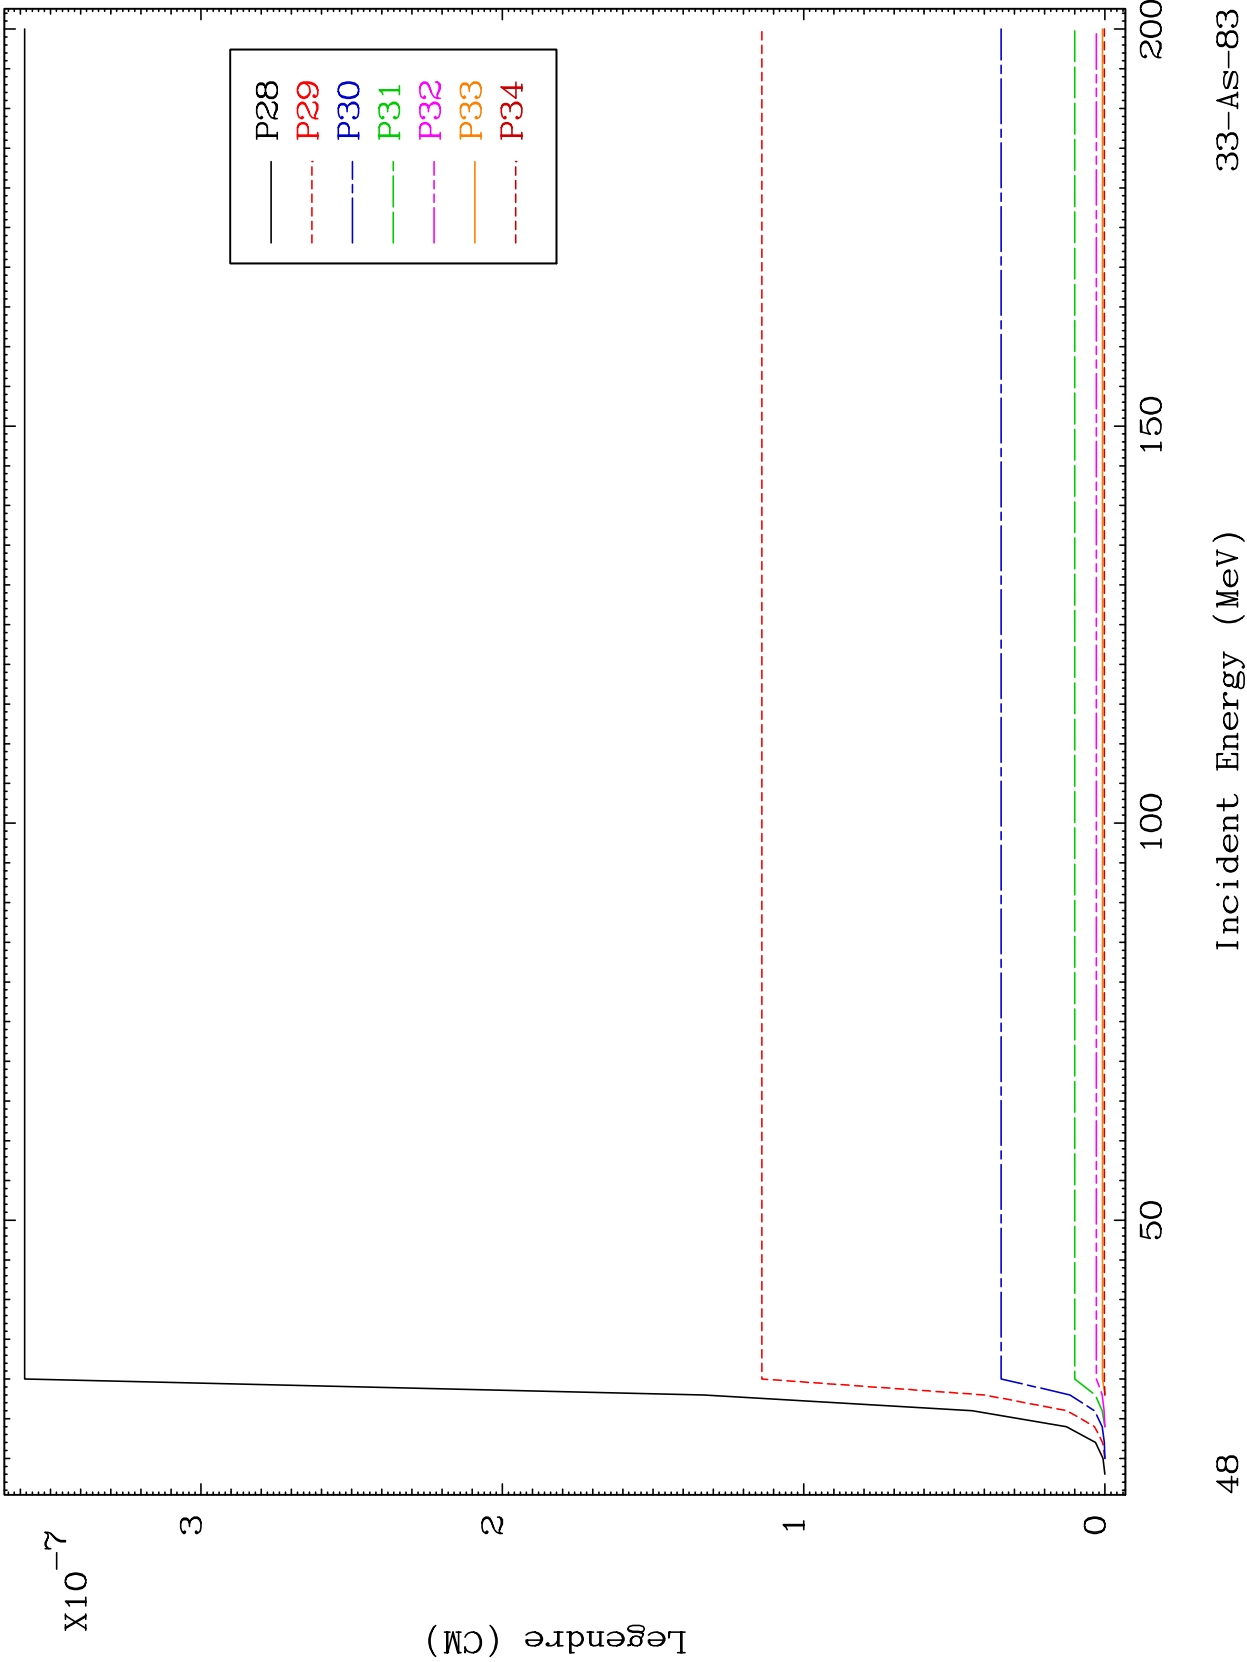 X10-7
Legendre (CM)
3
2
1
0
P28
P29
P30
P31
P32
P33
P34
50
100
150
200
48
Incident Energy (MeV)
33-As-83